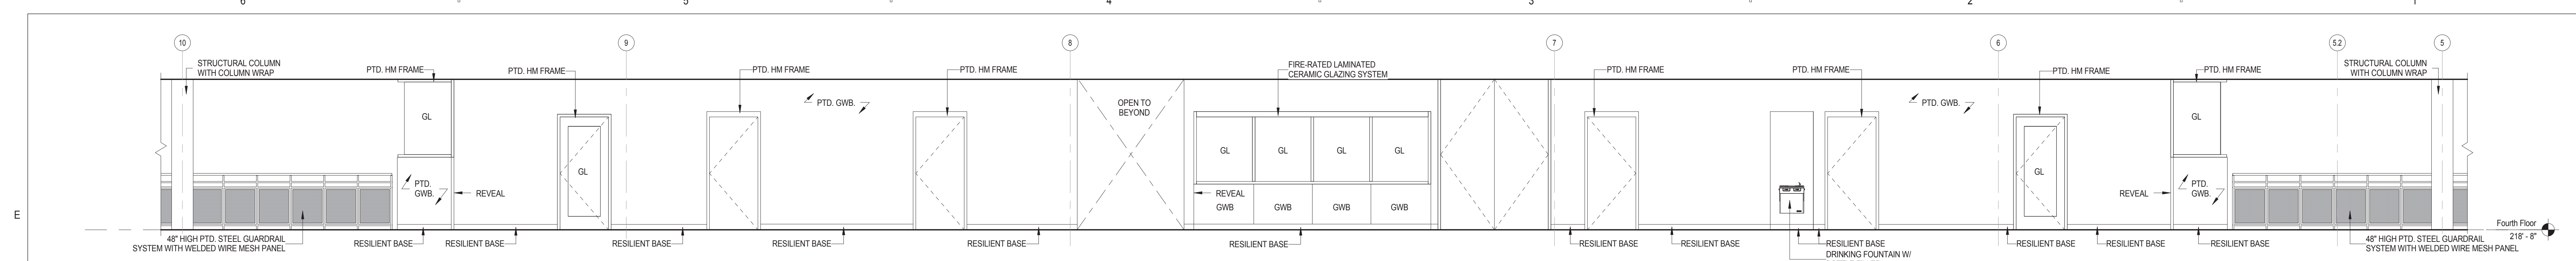 6 5 4 3 2 1
10 9 8 7 6 5.2 5
STRUCTURAL COLUMN
WITH COLUMN WRAP
PTD. HM FRAME
PTD. HM FRAME
PTD. HM FRAME
PTD. HM FRAME
FIRE-RATED LAMINATED
CERAMIC GLAZING SYSTEM
PTD. HM FRAME
PTD. HM FRAME
PTD. HM FRAME
PTD. HM FRAME
STRUCTURAL COLUMN
WITH COLUMN WRAP
PTD. GWB.
OPEN TO
BEYOND
PTD. GWB.
GL
GL
GL
GL
GL
GL
GL
GL
PTD.
GWB.
REVEAL
REVEAL
GWB
GWB
GWB
GWB
REVEAL
PTD.
GWB.
E
48" HIGH PTD. STEEL GUARDRAIL
SYSTEM WITH WELDED WIRE MESH PANEL
RESILIENT BASE
RESILIENT BASE
RESILIENT BASE
RESILIENT BASE
RESILIENT BASE
RESILIENT BASE
RESILIENT BASE
RESILIENT BASE
RESILIENT BASE
DRINKING FOUNTAIN W/
RESILIENT BASE
RESILIENT BASE
RESILIENT BASE
48" HIGH PTD. STEEL GUARDRAIL
SYSTEM WITH WELDED WIRE MESH PANEL
Fourth Floor
218' - 8"